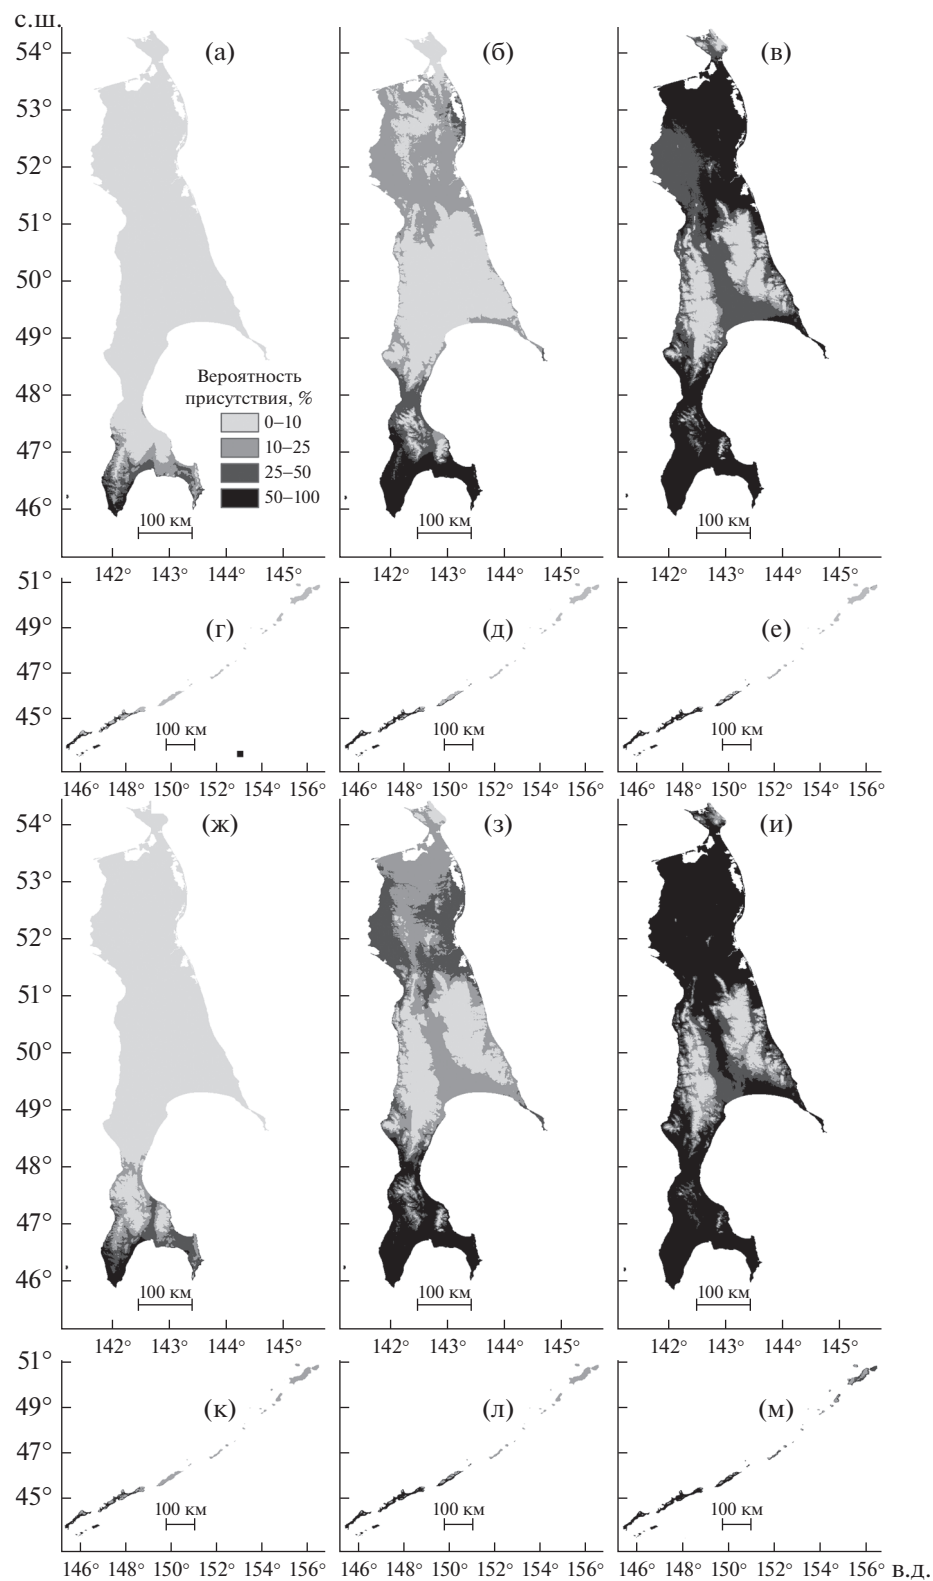 с.ш.
54°
53°
52°
51°
50°
49°
48°
47°
46°
(а)
(б)
(в)
Вероятность
присутствия, %
0–10
10–25
25–50
50–100
100 км
100 км
100 км
142° 143° 144° 145°
142° 143° 144° 145°
142° 143° 144° 145°
51°
49°
47°
45°
(г)
(д)
(е)
100 км
100 км
100 км
146° 148° 150° 152° 154° 156°
146° 148° 150° 152° 154° 156°
146° 148° 150° 152° 154° 156°
54°
53°
52°
51°
50°
49°
48°
47°
46°
(ж)
(з)
(и)
100 км
100 км
100 км
142° 143° 144° 145°
142° 143° 144° 145°
142° 143° 144° 145°
51°
49°
47°
45°
(к)
(л)
(м)
100 км
100 км
100 км
146° 148° 150° 152° 154° 156°
146° 148° 150° 152° 154° 156°
146° 148° 150° 152° 154° 156° в.д.